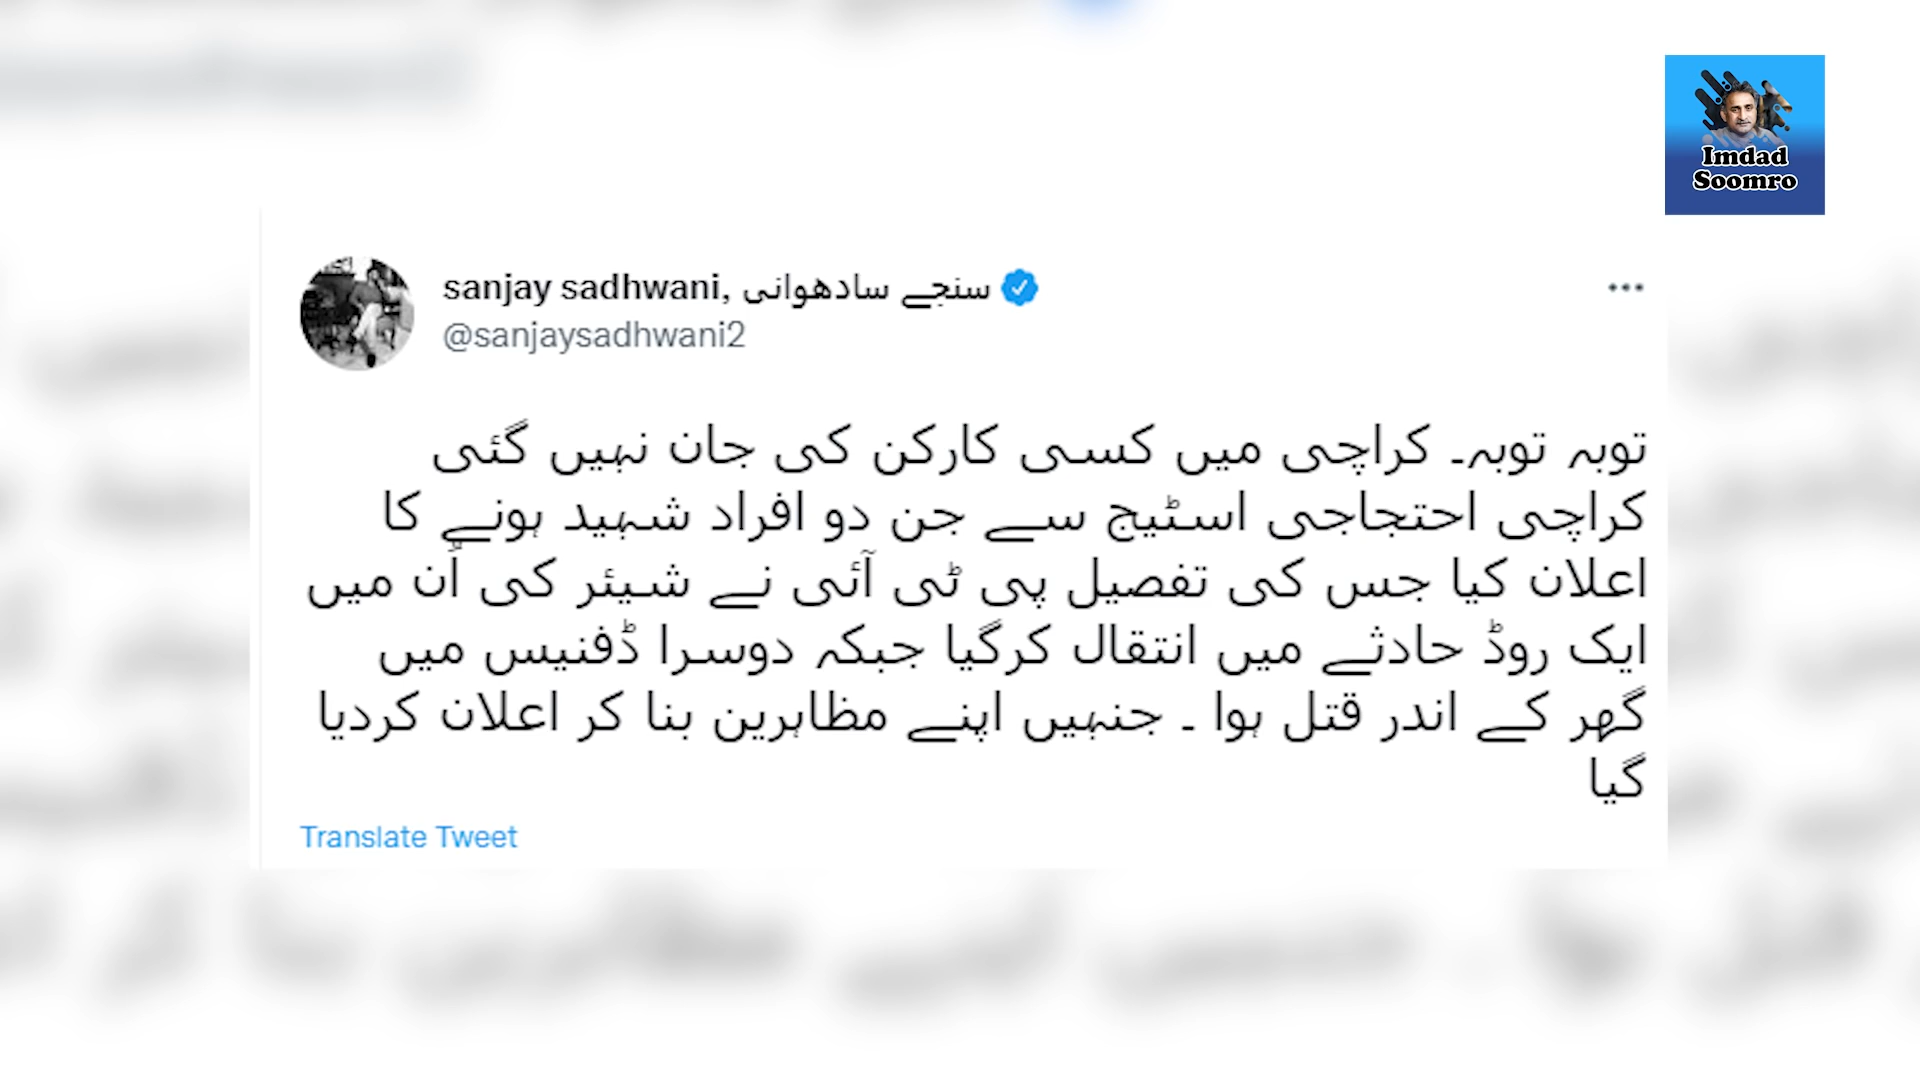 Imdad
Soomro
sanjay sadhwani, سنجے سادھوانی
@sanjaysadhwani2
توبہ توبہ۔ کراچی میں کسی کارکن کی جان نہیں گئی
کراچی احتجاجی اسٹیج سے جن دو افراد شہید ہونے کا
اعلان کیا جس کی تفصیل پی ٹی آئی نے شیئر کی اُن میں
ایک روڈ حادثے میں انتقال کرگیا جبکہ دوسرا ڈفنیس میں
گھر کے اندر قتل ہوا ۔ جنہیں اپنے مظاہرین بنا کر اعلان کردیا
گیا
Translate Tweet